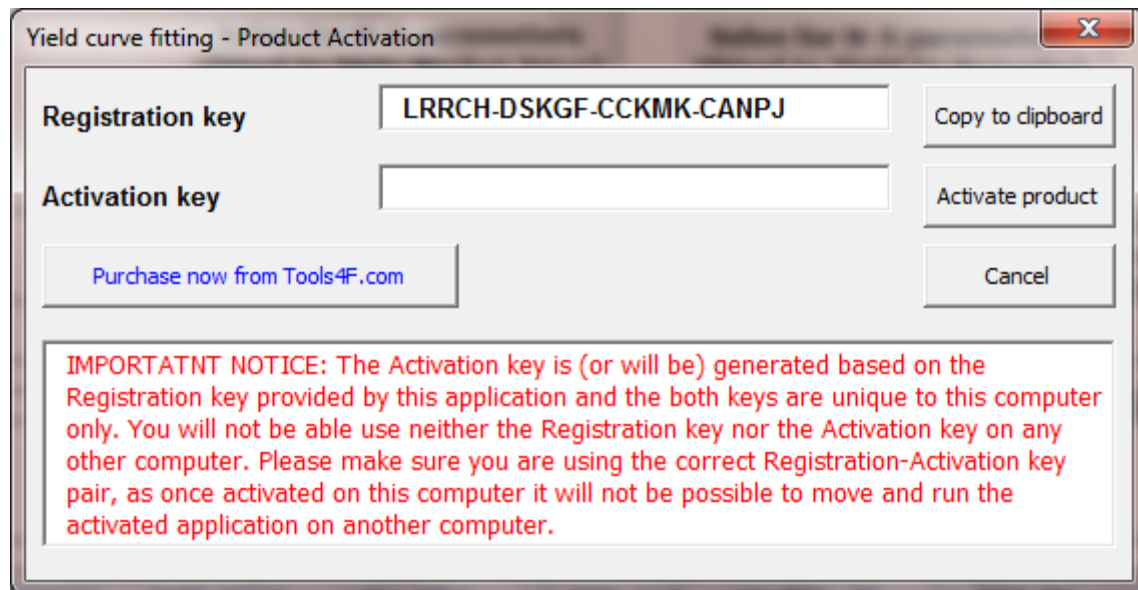 Yield curve fitting - Product Activation
Registration key
LRRCH-DSKGF-CCKMK-CANPJ
Copy to clipboard
Activation key
Activate product
Purchase now from Tools4F.com
Cancel
IMPORTATNT NOTICE: The Activation key is (or will be) generated based on the
Registration key provided by this application and the both keys are unique to this computer
only. You will not be able use neither the Registration key nor the Activation key on any
other computer. Please make sure you are using the correct Registration-Activation key
pair, as once activated on this computer it will not be possible to move and run the
activated application on another computer.